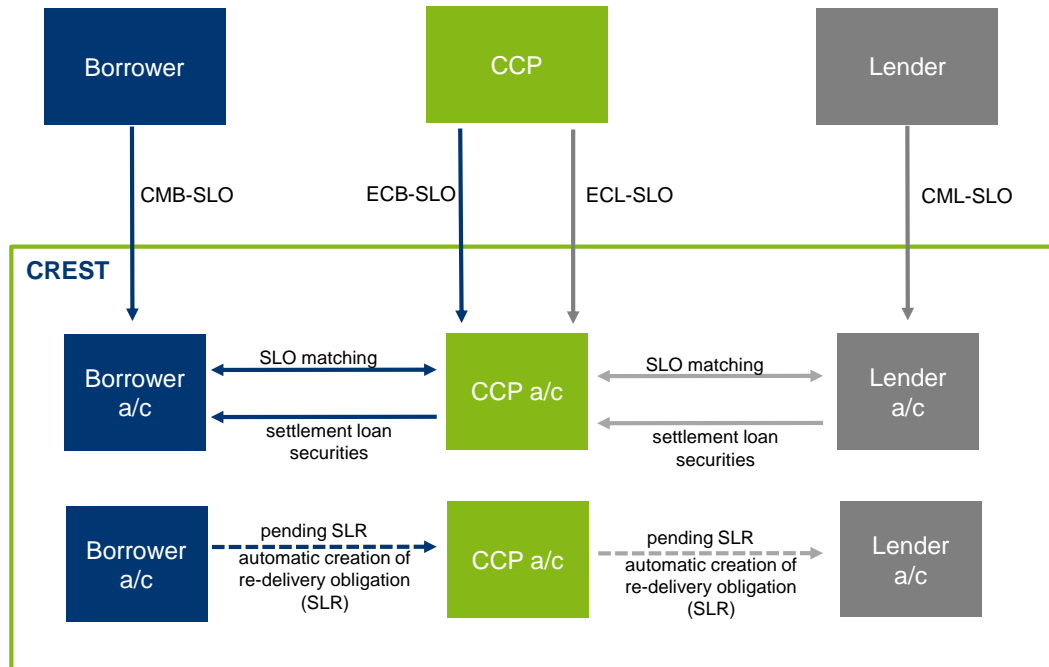 Borrower
CCP
Lender
CMB-SLO
ECB-SLO
ECL-SLO
CML-SLO
CREST
Borrower
a/c
SLO matching
settlement loan
securities
CCP a/c
SLO matching
settlement loan
securities
Lender
a/c
Borrower
a/c
pending SLR
automatic creation of
re-delivery obligation
(SLR)
CCP a/c
pending SLR
automatic creation of
re-delivery obligation
(SLR)
Lender
a/c